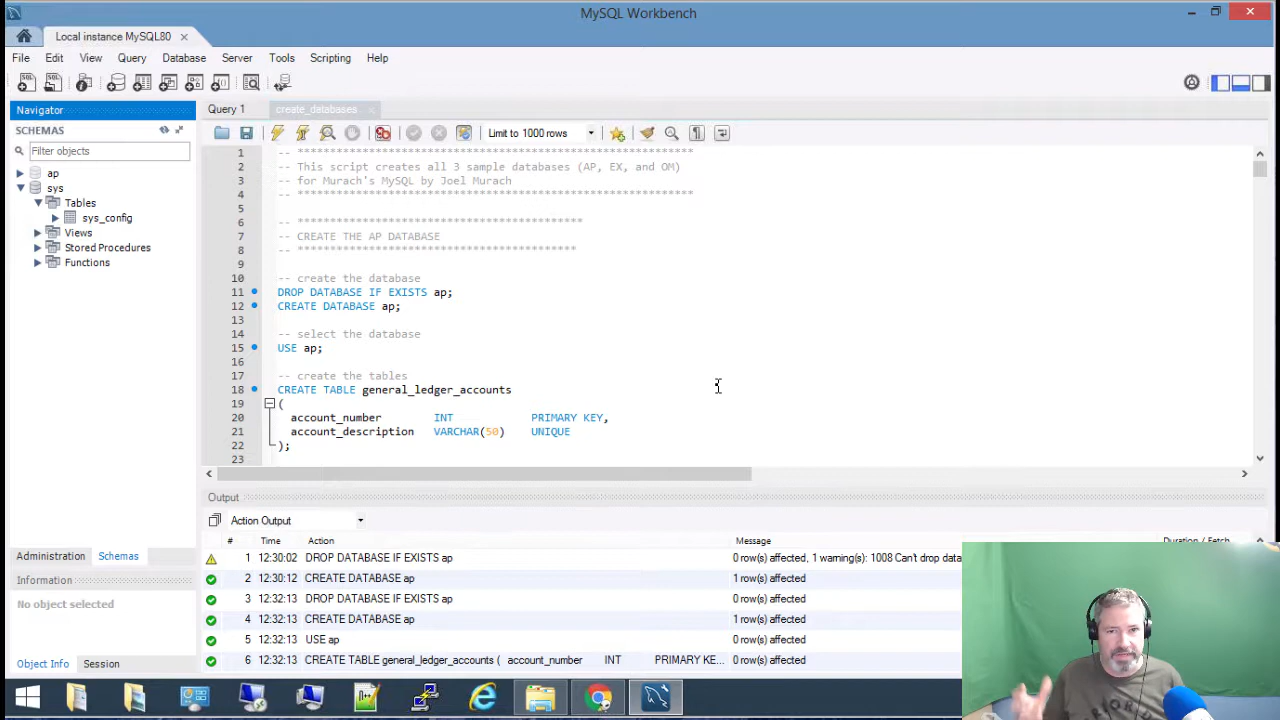 MySQL Workbench
Local instance MySQL80
File Edit View Query Database Server Tools Scripting Help
Navigator
SCHEMAS
Filter objects
ap
sys
Tables
sys_config
Views
Stored Procedures
Functions
Administration Schemas
Information
No object selected
Object Info Session
Query 1 create_databases
Limit to 1000 rows
1 -- ****************************************************************
2 -- This script creates all 3 sample databases (AP, EX, and OM)
3 -- for Murach's MySQL by Joel Murach
4 -- ****************************************************************
5
6 -- ********************************************
7 -- CREATE THE AP DATABASE
8 -- *******************************************
9
10 -- create the database
11 DROP DATABASE IF EXISTS ap;
12 CREATE DATABASE ap;
13
14 -- select the database
15 USE ap;
16
17 -- create the tables
18 CREATE TABLE general_ledger_accounts
19 (
20 account_number INT PRIMARY KEY,
21 account_description VARCHAR(50) UNIQUE
22 );
23
Output
Action Output
# Time Action Message Duration / Fetch
1 12:30:02 DROP DATABASE IF EXISTS ap 0 row(s) affected, 1 warning(s): 1008 Can't drop data
2 12:30:12 CREATE DATABASE ap 1 row(s) affected
3 12:32:13 DROP DATABASE IF EXISTS ap 0 row(s) affected
4 12:32:13 CREATE DATABASE ap 1 row(s) affected
5 12:32:13 USE ap 0 row(s) affected
6 12:32:13 CREATE TABLE general_ledger_accounts ( account_number INT PRIMARY KE... 0 row(s) affected